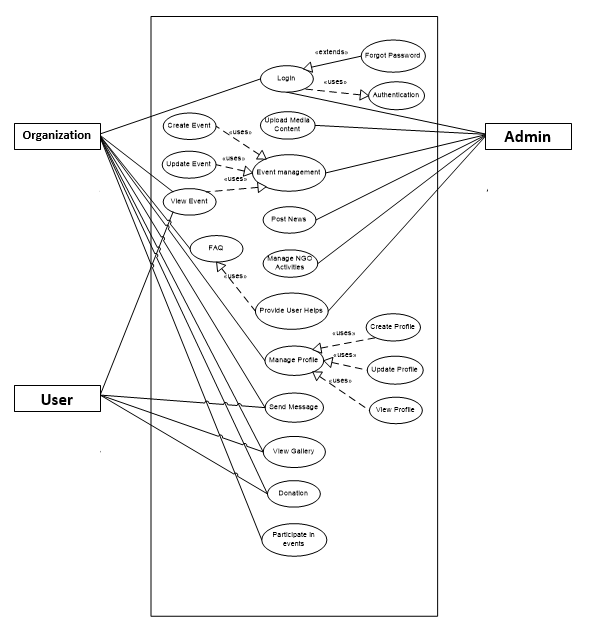 «extends»
Forgot Password
Login
«uses»
Authentication
Create Event
«uses»
Upload Media
Content
Organization
Admin
Update Event
«uses»
Event management
«uses»
View Event
Post News
FAQ
Manage NGO
Activities
«uses»
Provide User Helps
Create Profile
«uses»
Manage Profile
«uses»
Update Profile
«uses»
User
Send Message
View Profile
View Gallery
Donation
Participate in
events